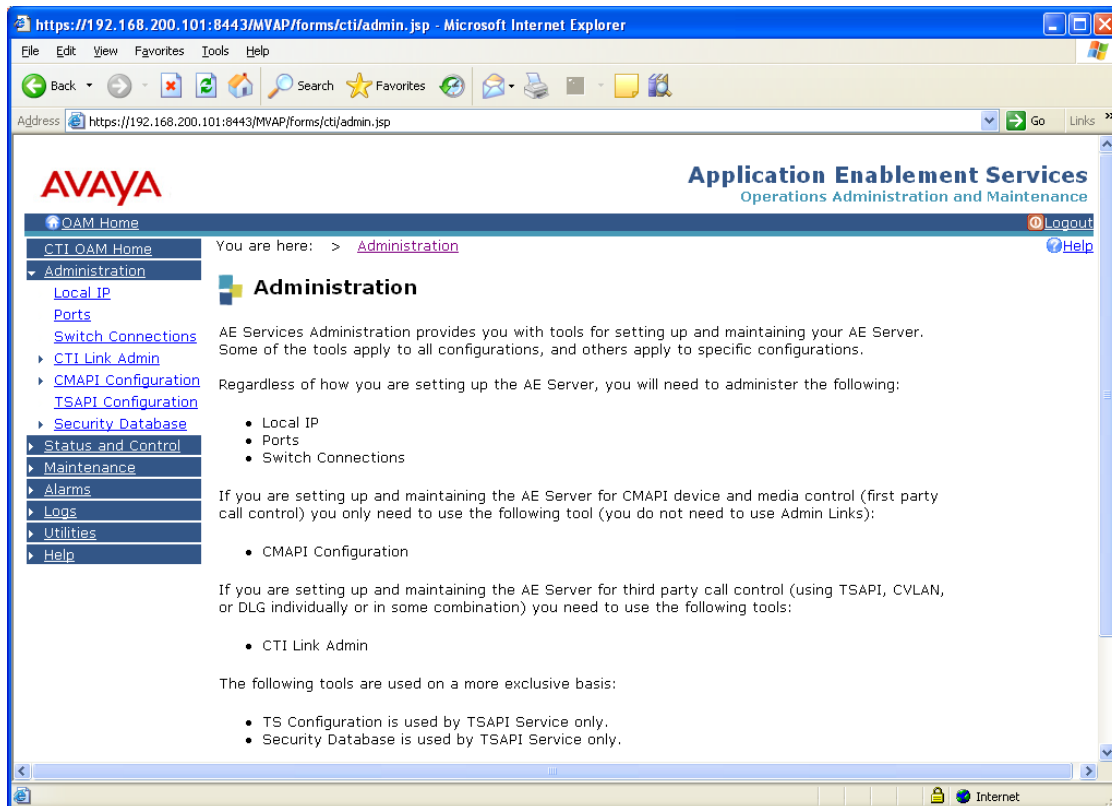 https://192.168.200.101:8443/MVAP/forms/cti/admin.jsp - Microsoft Internet Explorer
File Edit View Favorites Tools Help
Back Search Favorites
Address https://192.168.200.101:8443/MVAP/forms/cti/admin.jsp Go Links »
AVAYA
Application Enablement Services
Operations Administration and Maintenance
OAM Home Logout
CTI OAM Home
You are here: > Administration
Help
Administration
Local IP
Ports
Switch Connections
CTI Link Admin
CMAPI Configuration
TSAPI Configuration
Security Database
Status and Control
Maintenance
Alarms
Logs
Utilities
Help
Administration
AE Services Administration provides you with tools for setting up and maintaining your AE Server.
Some of the tools apply to all configurations, and others apply to specific configurations.
Regardless of how you are setting up the AE Server, you will need to administer the following:
• Local IP
• Ports
• Switch Connections
If you are setting up and maintaining the AE Server for CMAPI device and media control (first party
call control) you only need to use the following tool (you do not need to use Admin Links):
• CMAPI Configuration
If you are setting up and maintaining the AE Server for third party call control (using TSAPI, CVLAN,
or DLG individually or in some combination) you need to use the following tools:
• CTI Link Admin
The following tools are used on a more exclusive basis:
• TS Configuration is used by TSAPI Service only.
• Security Database is used by TSAPI Service only.
Internet